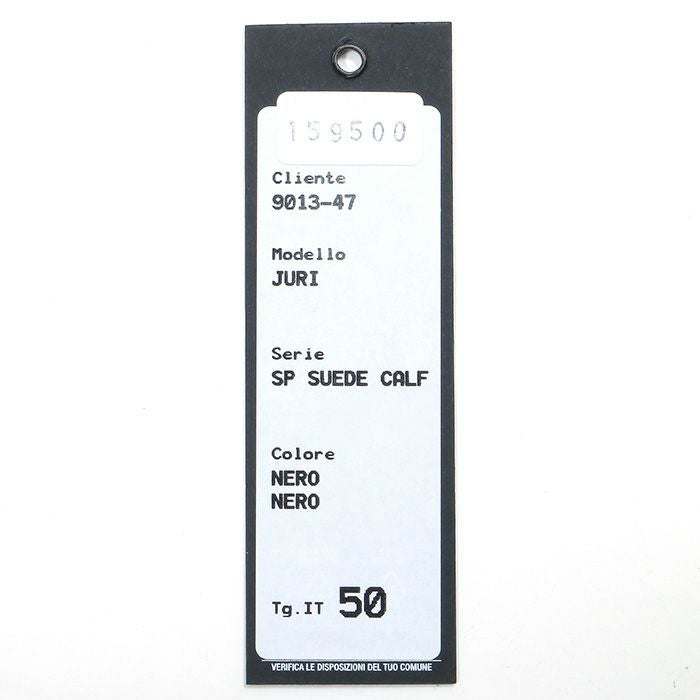 159500
Cliente
9013-47
Modello
JURI
Serie
SP SUEDE CALF
Colore
NERO
NERO
Tg.IT 50
VERIFICA LE DISPOSIZIONI DEL TUO COMUNE